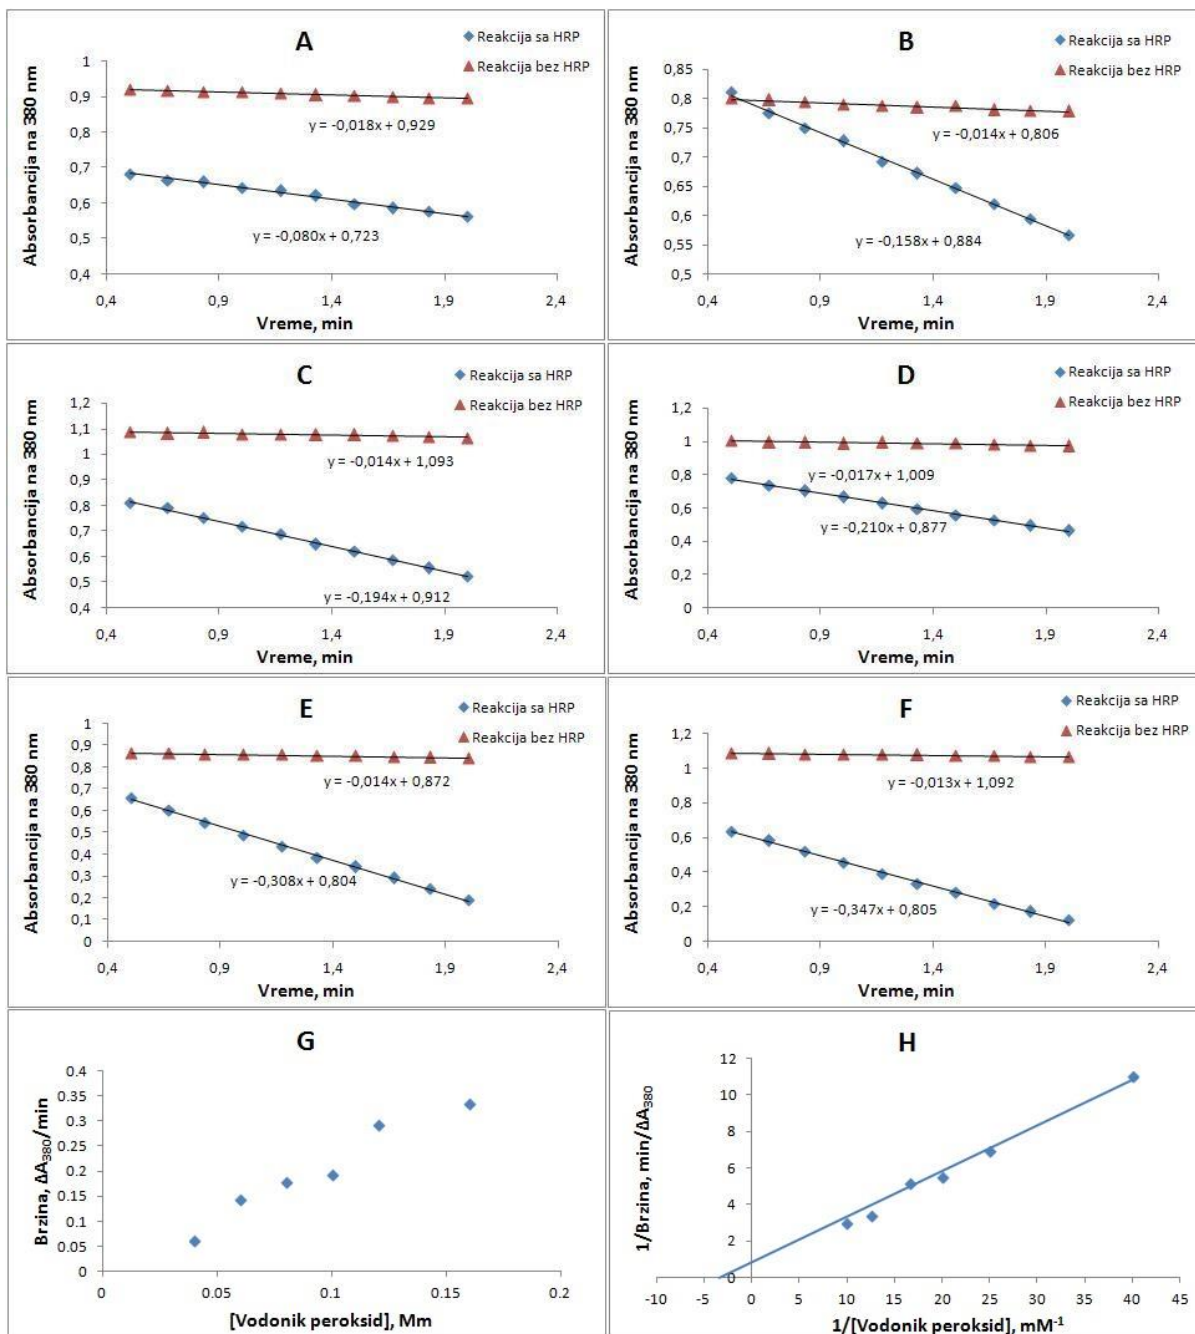 A
Reakcija sa HRP
Reakcija bez HRP
Absorbancija na 380 nm
1
0,9
0,8
0,7
0,6
0,5
0,4
y = -0,018x + 0,929
y = -0,080x + 0,723
0,4 0,9 1,4 1,9 2,4
Vreme, min
B
Reakcija sa HRP
Reakcija bez HRP
Absorbancija na 380 nm
0,85
0,8
0,75
0,7
0,65
0,6
0,55
0,5
y = -0,014x + 0,806
y = -0,158x + 0,884
0,4 0,9 1,4 1,9 2,4
Vreme, min
C
Reakcija sa HRP
Reakcija bez HRP
Absorbancija na 380 nm
1,2
1,1
1
0,9
0,8
0,7
0,6
0,5
0,4
y = -0,014x + 1,093
y = -0,194x + 0,912
0,4 0,9 1,4 1,9 2,4
Vreme, min
D
Reakcija sa HRP
Reakcija bez HRP
Absorbancija na 380 nm
1,2
1
0,8
0,6
0,4
0,2
0
y = -0,017x + 1,009
y = -0,210x + 0,877
0,4 0,9 1,4 1,9 2,4
Vreme, min
E
Reakcija sa HRP
Reakcija bez HRP
Absorbancija na 380 nm
1
0,9
0,8
0,7
0,6
0,5
0,4
0,3
0,2
0,1
0
y = -0,014x + 0,872
y = -0,308x + 0,804
0,4 0,9 1,4 1,9 2,4
Vreme, min
F
Reakcija sa HRP
Reakcija bez HRP
Absorbancija na 380 nm
1,2
1
0,8
0,6
0,4
0,2
0
y = -0,013x + 1,092
y = -0,347x + 0,805
0,4 0,9 1,4 1,9 2,4
Vreme, min
G
Brzina, ΔA380/min
0.4
0.35
0.3
0.25
0.2
0.15
0.1
0.05
0
0 0.05 0.1 0.15 0.2
[Vodonik peroksid], Mm
H
1/Brzina, min/ΔA380
12
10
8
6
4
2
0
-10 -5 0 5 10 15 20 25 30 35 40 45
1/[Vodonik peroksid], mM-1